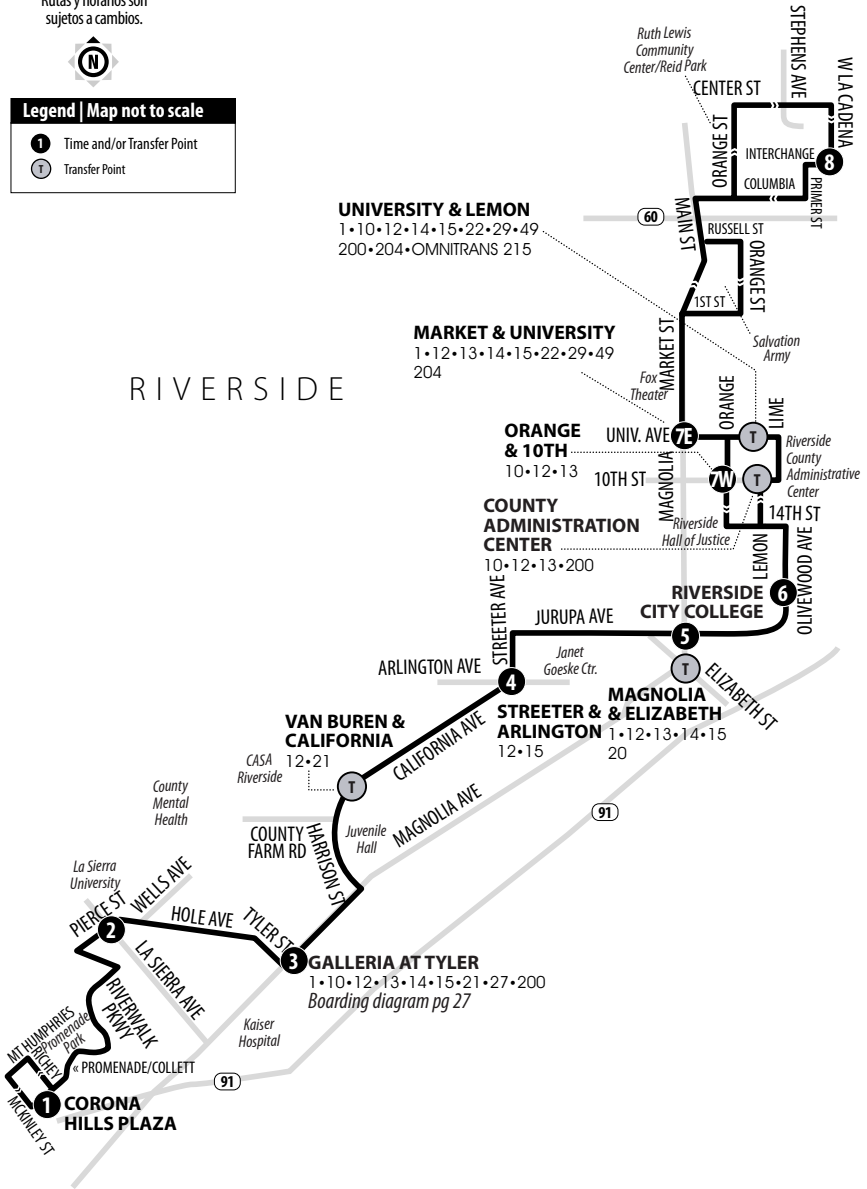 Rutas y horarios son
sujetos a cambios.
N
Legend | Map not to scale
1 Time and/or Transfer Point
T Transfer Point
Ruth Lewis
Community
Center/Reid Park
STEPHENS AVE
W LA CADENA
CENTER ST
ORANGE ST
INTERCHANGE
8
COLUMBIA
PRIMER ST
UNIVERSITY & LEMON
1•10•12•14•15•22•29•49
200•204•OMNITRANS 215
60
MAIN ST
RUSSELL ST
ORANGE ST
1ST ST
Salvation
Army
MARKET ST
MARKET & UNIVERSITY
1•12•13•14•15•22•29•49
204
RIVERSIDE
Fox
Theater
ORANGE
LIME
UNIV. AVE
7E
T
Riverside
County
Administrative
Center
ORANGE
& 10TH
10•12•13
10TH ST
MAGNOLIA
7W
T
14TH ST
Riverside
Hall of Justice
COUNTY
ADMINISTRATION
CENTER
10•12•13•200
LEMON
OLIVEWOOD AVE
RIVERSIDE
CITY COLLEGE
6
STREETER AVE
JURUPA AVE
5
Janet
Goeske Ctr.
ARLINGTON AVE
4
T
ELIZABETH ST
STREETER &
ARLINGTON
12•15
MAGNOLIA
& ELIZABETH
1•12•13•14•15
20
VAN BUREN &
CALIFORNIA
12•21
CASA
Riverside
CALIFORNIA AVE
T
County
Mental
Health
MAGNOLIA AVE
91
COUNTY
FARM RD
HARRISON ST
Juvenile
Hall
La Sierra
University
WELLS AVE
PIERCE ST
2
HOLE AVE
TYLER ST
3
GALLERIA AT TYLER
1•10•12•13•14•15•21•27•200
Boarding diagram pg 27
LA SIERRA AVE
RIVERWALK
PKWY
Kaiser
Hospital
MT HUMPHRIES
RICHEY
Promenade
Park
« PROMENADE/COLLETT
91
1
CORONA
HILLS PLAZA
MCKINLEY ST